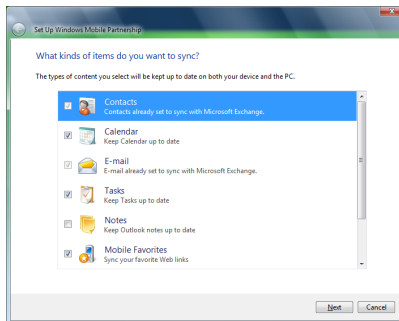 Set Up Windows Mobile Partnership
What kinds of items do you want to sync?
The types of content you select will be kept up to date on both your device and the PC.
Contacts
Contacts already set to sync with Microsoft Exchange.
Calendar
Keep Calendar up to date
E-mail
E-mail already set to sync with Microsoft Exchange.
Tasks
Keep Tasks up to date
Notes
Keep Outlook notes up to date
Mobile Favorites
Sync your favorite Web links
Next
Cancel